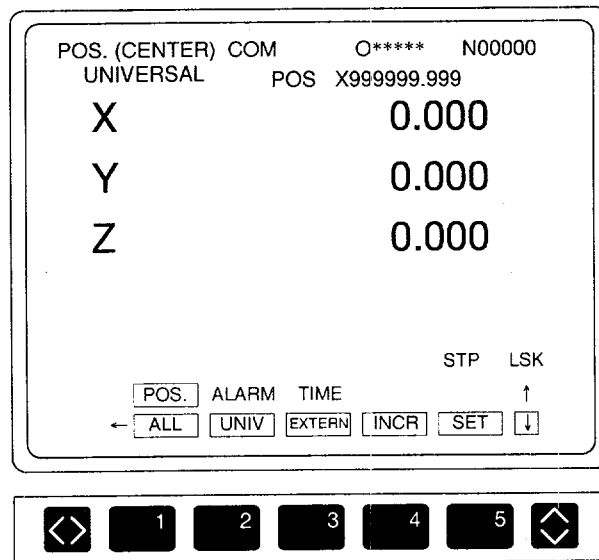 POS. (CENTER) COM O***** N00000
UNIVERSAL POS X999999.999
X 0.000
Y 0.000
Z 0.000
STP LSK
POS. ALARM TIME ↑
← ALL UNIV EXTERN INCR SET ↓
<> 1 2 3 4 5